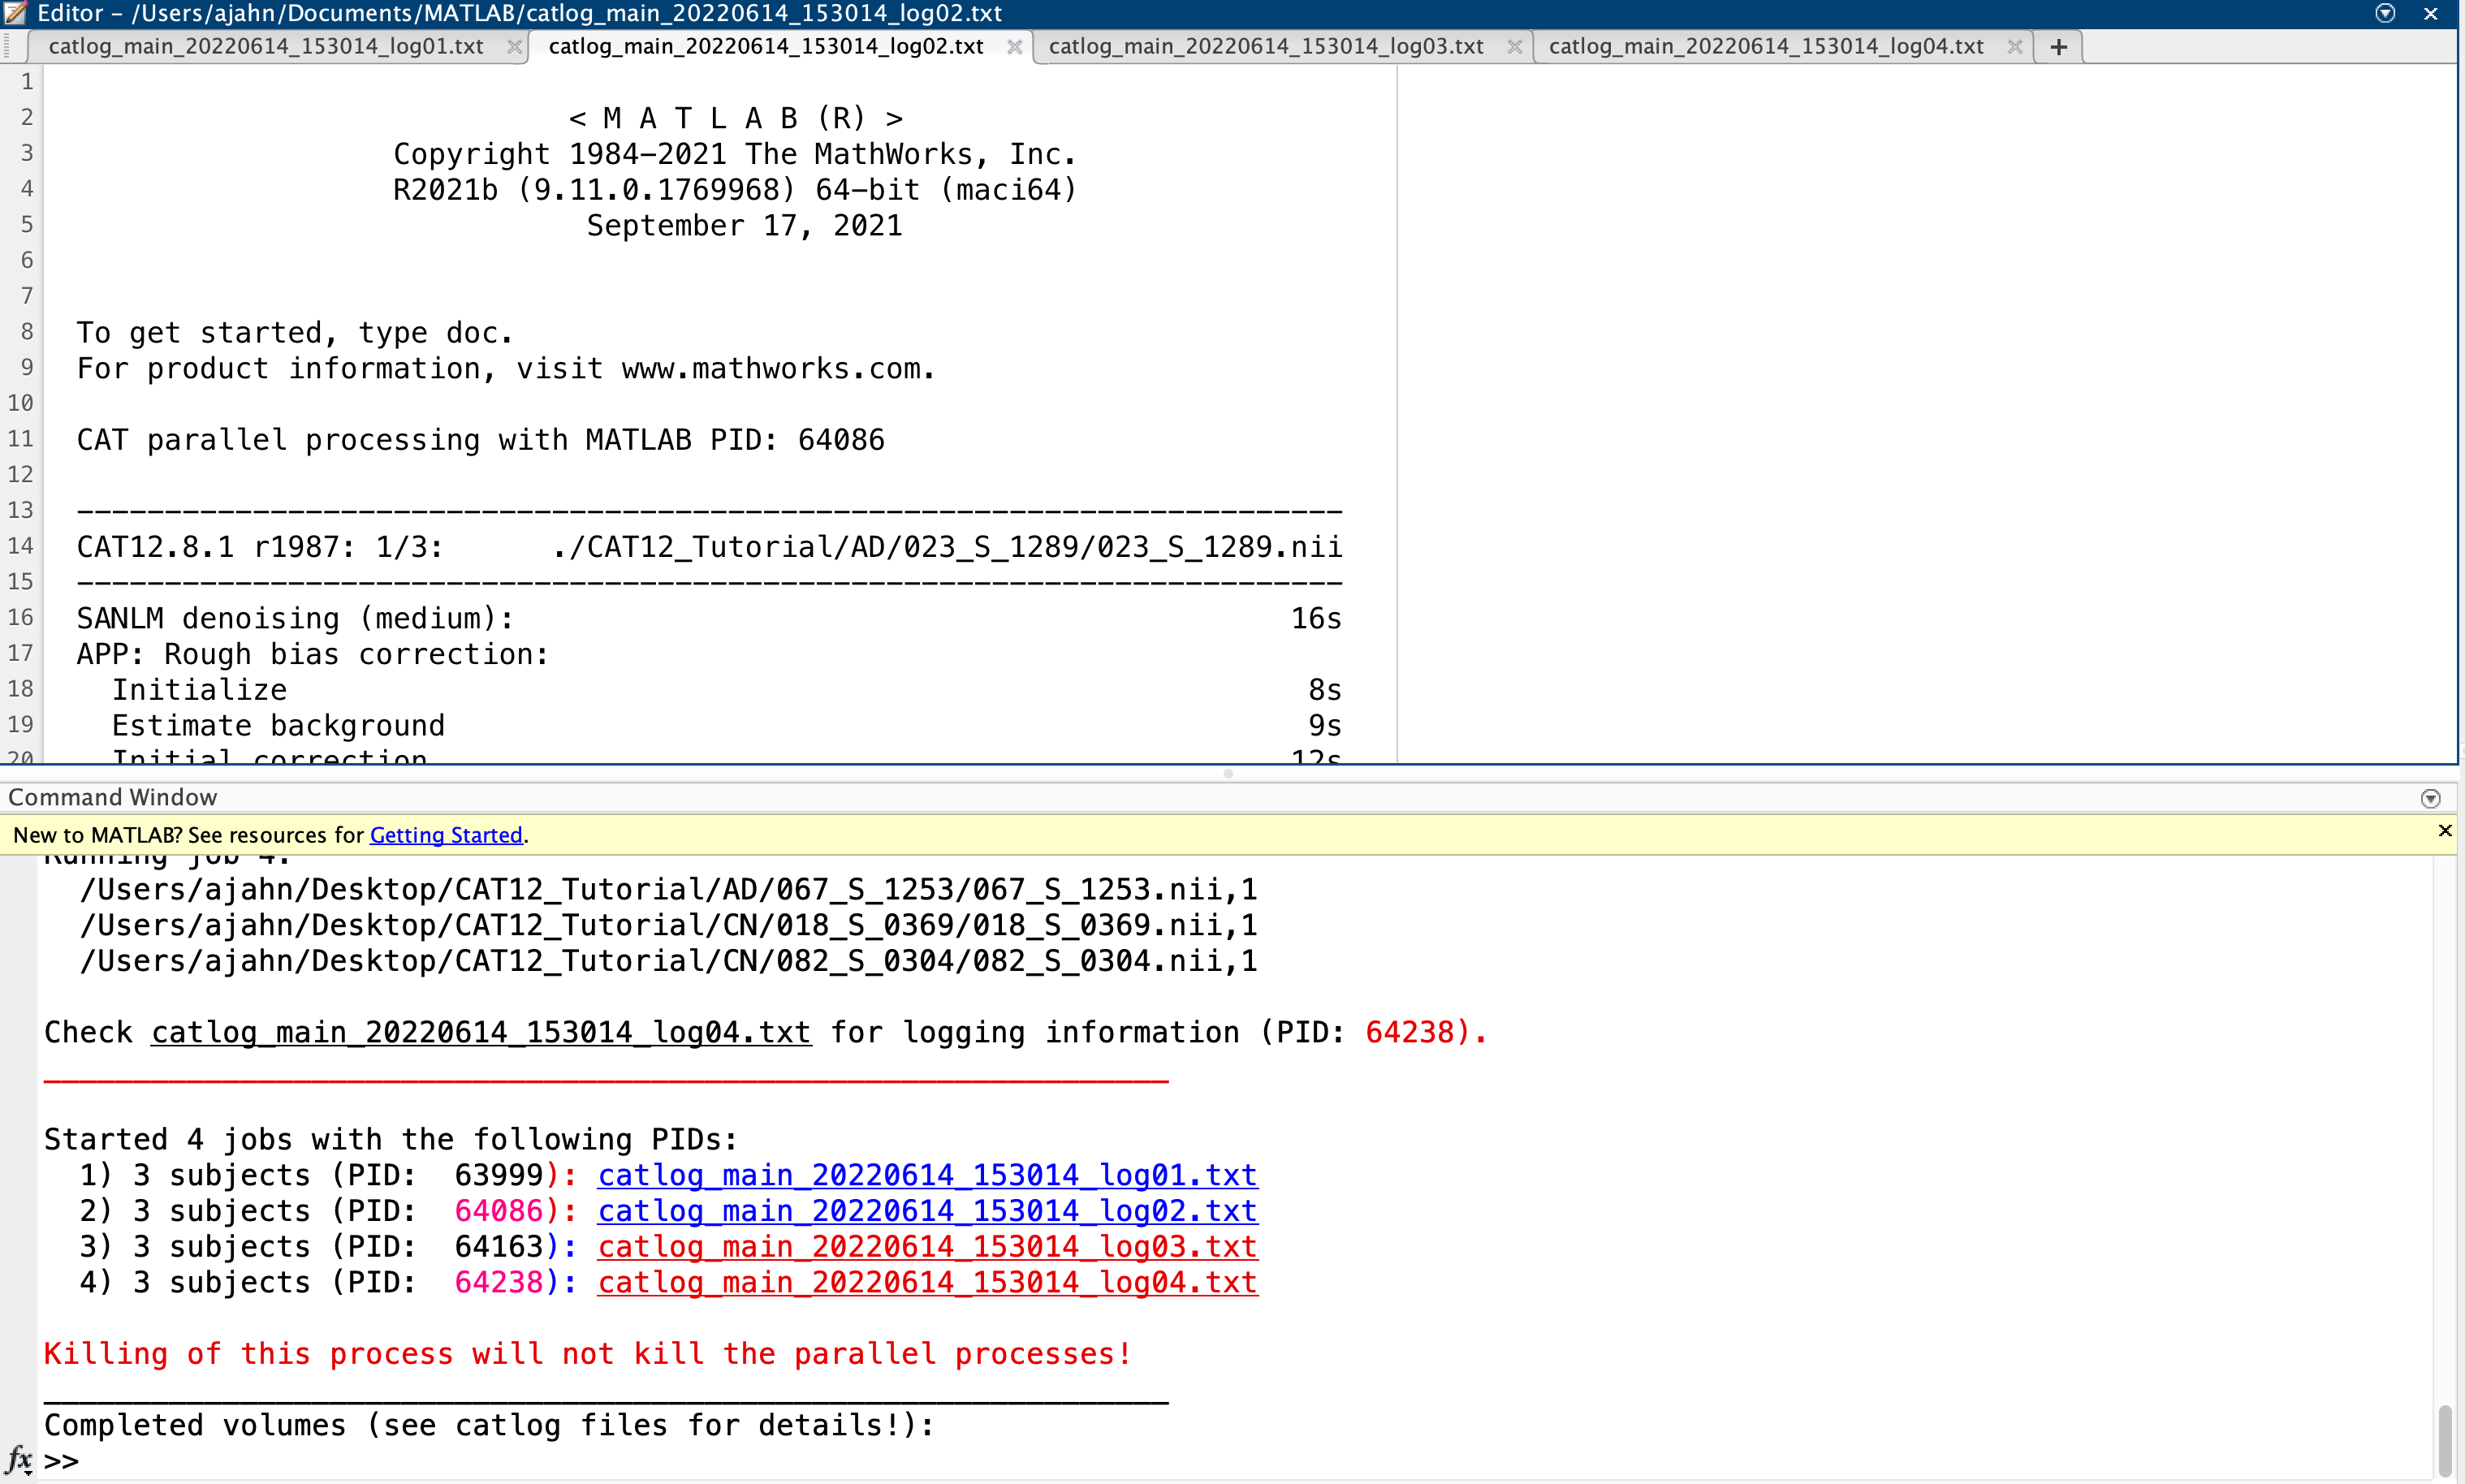 Editor – /Users/ajahn/Documents/MATLAB/catlog_main_20220614_153014_log02.txt
catlog_main_20220614_153014_log01.txt catlog_main_20220614_153014_log02.txt catlog_main_20220614_153014_log03.txt catlog_main_20220614_153014_log04.txt +
1
2 < M A T L A B (R) >
3 Copyright 1984-2021 The MathWorks, Inc.
4 R2021b (9.11.0.1769968) 64-bit (maci64)
5 September 17, 2021
6
7
8 To get started, type doc.
9 For product information, visit www.mathworks.com.
10
11 CAT parallel processing with MATLAB PID: 64086
12
13 ------------------------------------------------------------------------
14 CAT12.8.1 r1987: 1/3: ./CAT12_Tutorial/AD/023_S_1289/023_S_1289.nii
15 ------------------------------------------------------------------------
16 SANLM denoising (medium): 16s
17 APP: Rough bias correction:
18 Initialize 8s
19 Estimate background 9s
20 Initial correction 12s
Command Window
New to MATLAB? See resources for Getting Started.
Running job 4:
/Users/ajahn/Desktop/CAT12_Tutorial/AD/067_S_1253/067_S_1253.nii,1
/Users/ajahn/Desktop/CAT12_Tutorial/CN/018_S_0369/018_S_0369.nii,1
/Users/ajahn/Desktop/CAT12_Tutorial/CN/082_S_0304/082_S_0304.nii,1
Check catlog_main_20220614_153014_log04.txt for logging information (PID: 64238).
_______________________________________________________________
Started 4 jobs with the following PIDs:
1) 3 subjects (PID: 63999): catlog_main_20220614_153014_log01.txt
2) 3 subjects (PID: 64086): catlog_main_20220614_153014_log02.txt
3) 3 subjects (PID: 64163): catlog_main_20220614_153014_log03.txt
4) 3 subjects (PID: 64238): catlog_main_20220614_153014_log04.txt
Killing of this process will not kill the parallel processes!
_______________________________________________________________
Completed volumes (see catlog files for details!):
fx >>